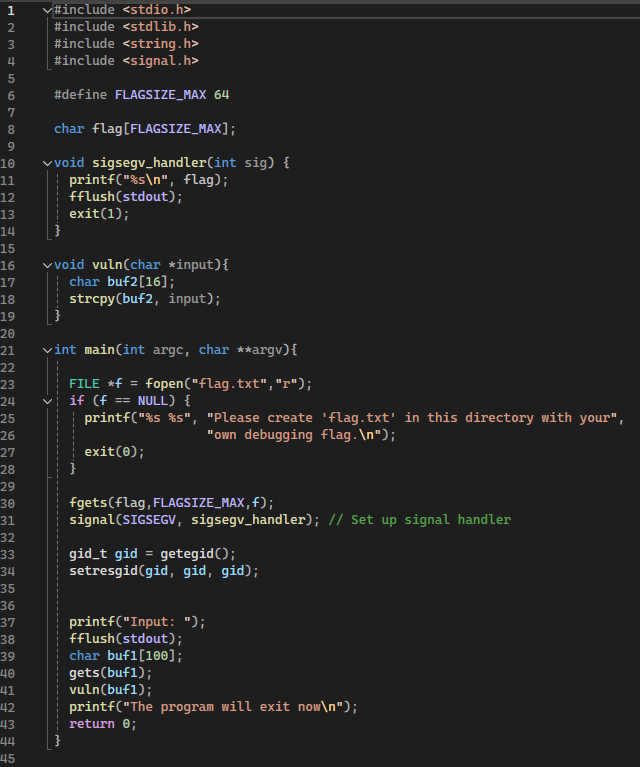 1 #include <stdio.h>
2 #include <stdlib.h>
3 #include <string.h>
4 #include <signal.h>
5
6 #define FLAGSIZE_MAX 64
7
8 char flag[FLAGSIZE_MAX];
9
10 void sigsegv_handler(int sig) {
11   printf("%s\n", flag);
12   fflush(stdout);
13   exit(1);
14 }
15
16 void vuln(char *input){
17   char buf2[16];
18   strcpy(buf2, input);
19 }
20
21 int main(int argc, char **argv){
22
23   FILE *f = fopen("flag.txt","r");
24   if (f == NULL) {
25     printf("%s %s", "Please create 'flag.txt' in this directory with your",
26                     "own debugging flag.\n");
27     exit(0);
28   }
29
30   fgets(flag,FLAGSIZE_MAX,f);
31   signal(SIGSEGV, sigsegv_handler); // Set up signal handler
32
33   gid_t gid = getegid();
34   setresgid(gid, gid, gid);
35
36
37   printf("Input: ");
38   fflush(stdout);
39   char buf1[100];
40   gets(buf1);
41   vuln(buf1);
42   printf("The program will exit now\n");
43   return 0;
44 }
45